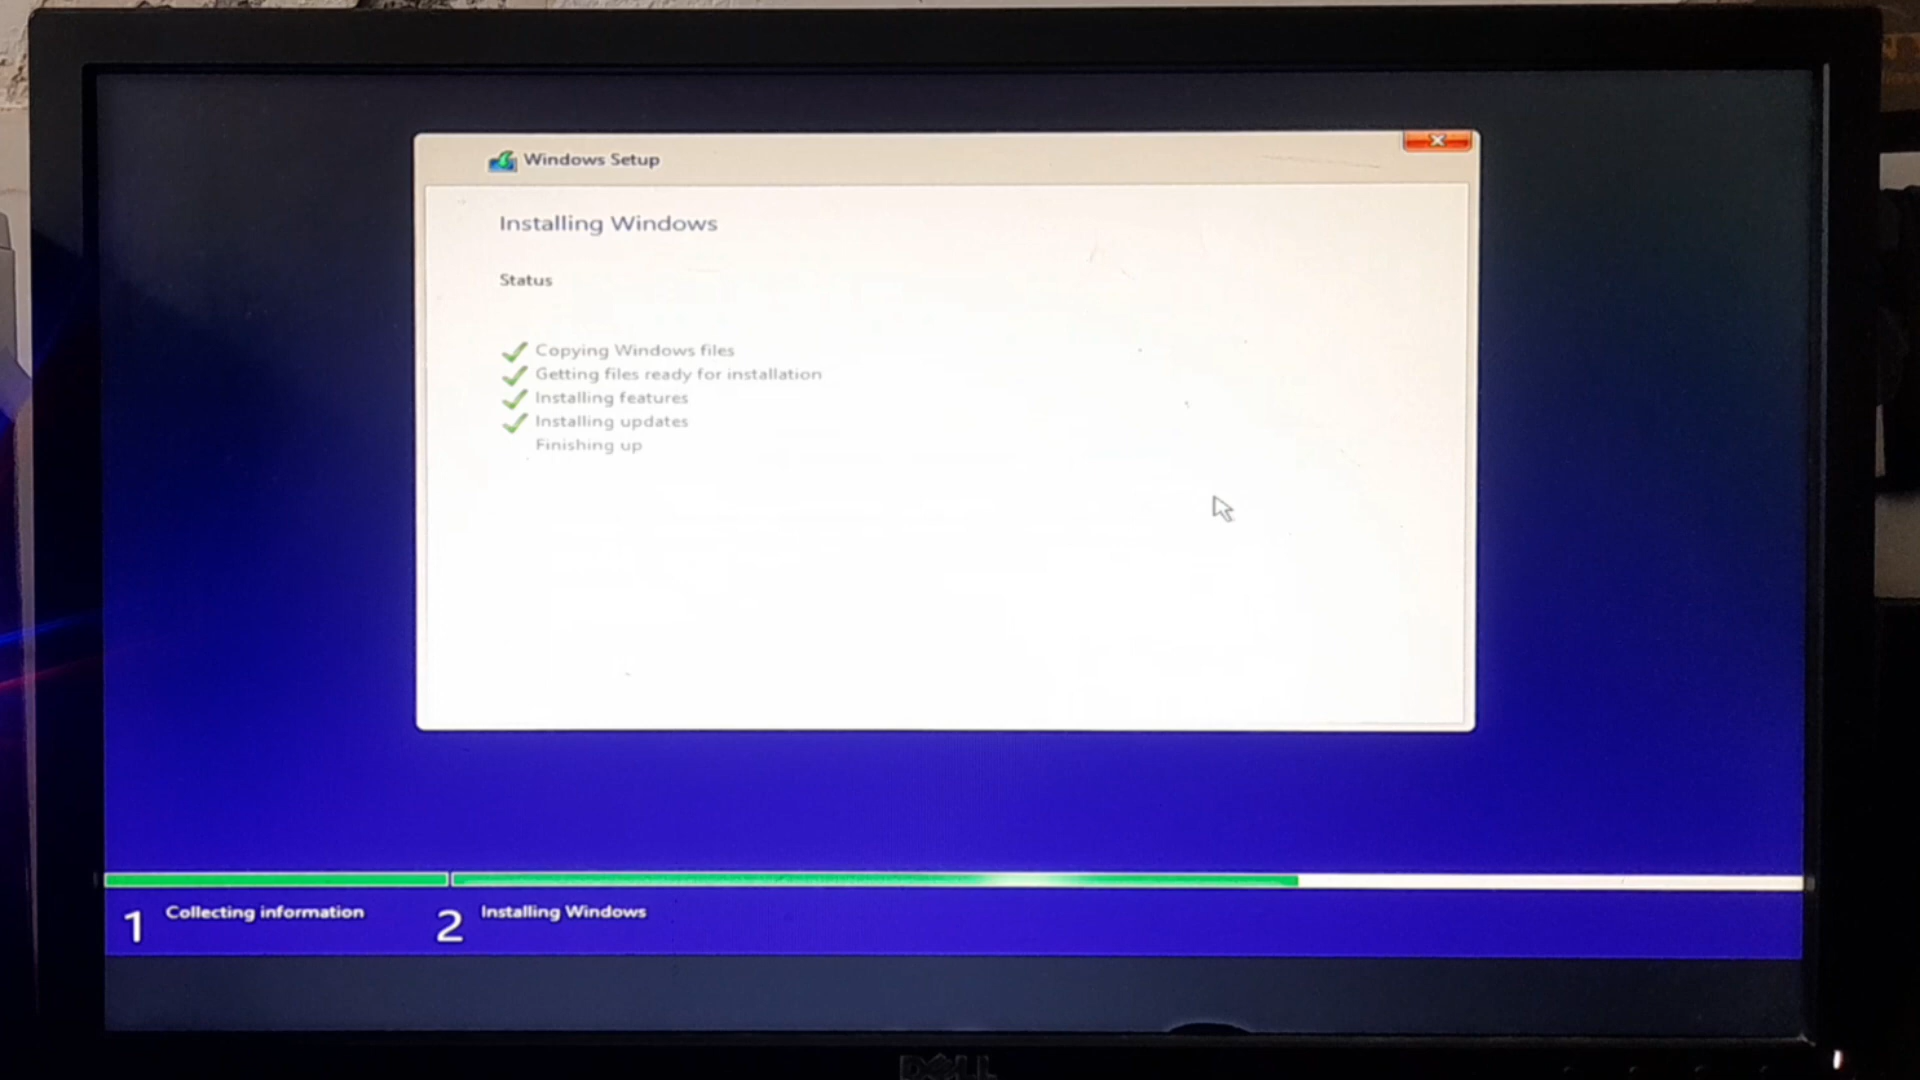 Windows Setup
Installing Windows
Status
Copying Windows files
Getting files ready for installation
Installing features
Installing updates
Finishing up
1 Collecting information
2 Installing Windows
DELL